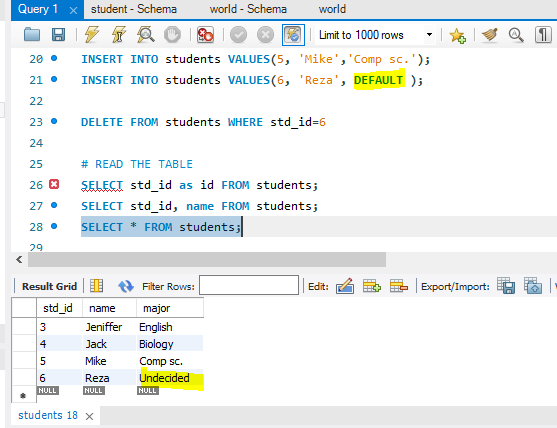 Query 1 × student - Schema world - Schema world
Limit to 1000 rows
20 INSERT INTO students VALUES(5, 'Mike','Comp sc.');
21 INSERT INTO students VALUES(6, 'Reza', DEFAULT );
22
23 DELETE FROM students WHERE std_id=6
24
25 # READ THE TABLE
26 SELECT std_id as id FROM students;
27 SELECT std_id, name FROM students;
28 SELECT * FROM students;
29
Result Grid Filter Rows: Edit: Export/Import:
std_id name major
3 Jeniffer English
4 Jack Biology
5 Mike Comp sc.
6 Reza Undecided
NULL NULL NULL
students 18 ×